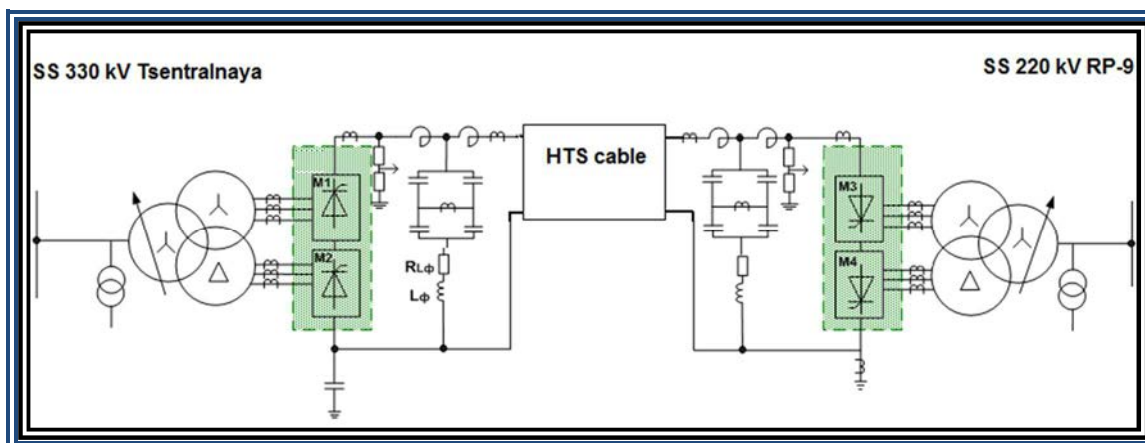 SS 330 kV Tsentralnaya
SS 220 kV RP-9
HTS cable
M1
M2
M3
M4
RLф
Lф